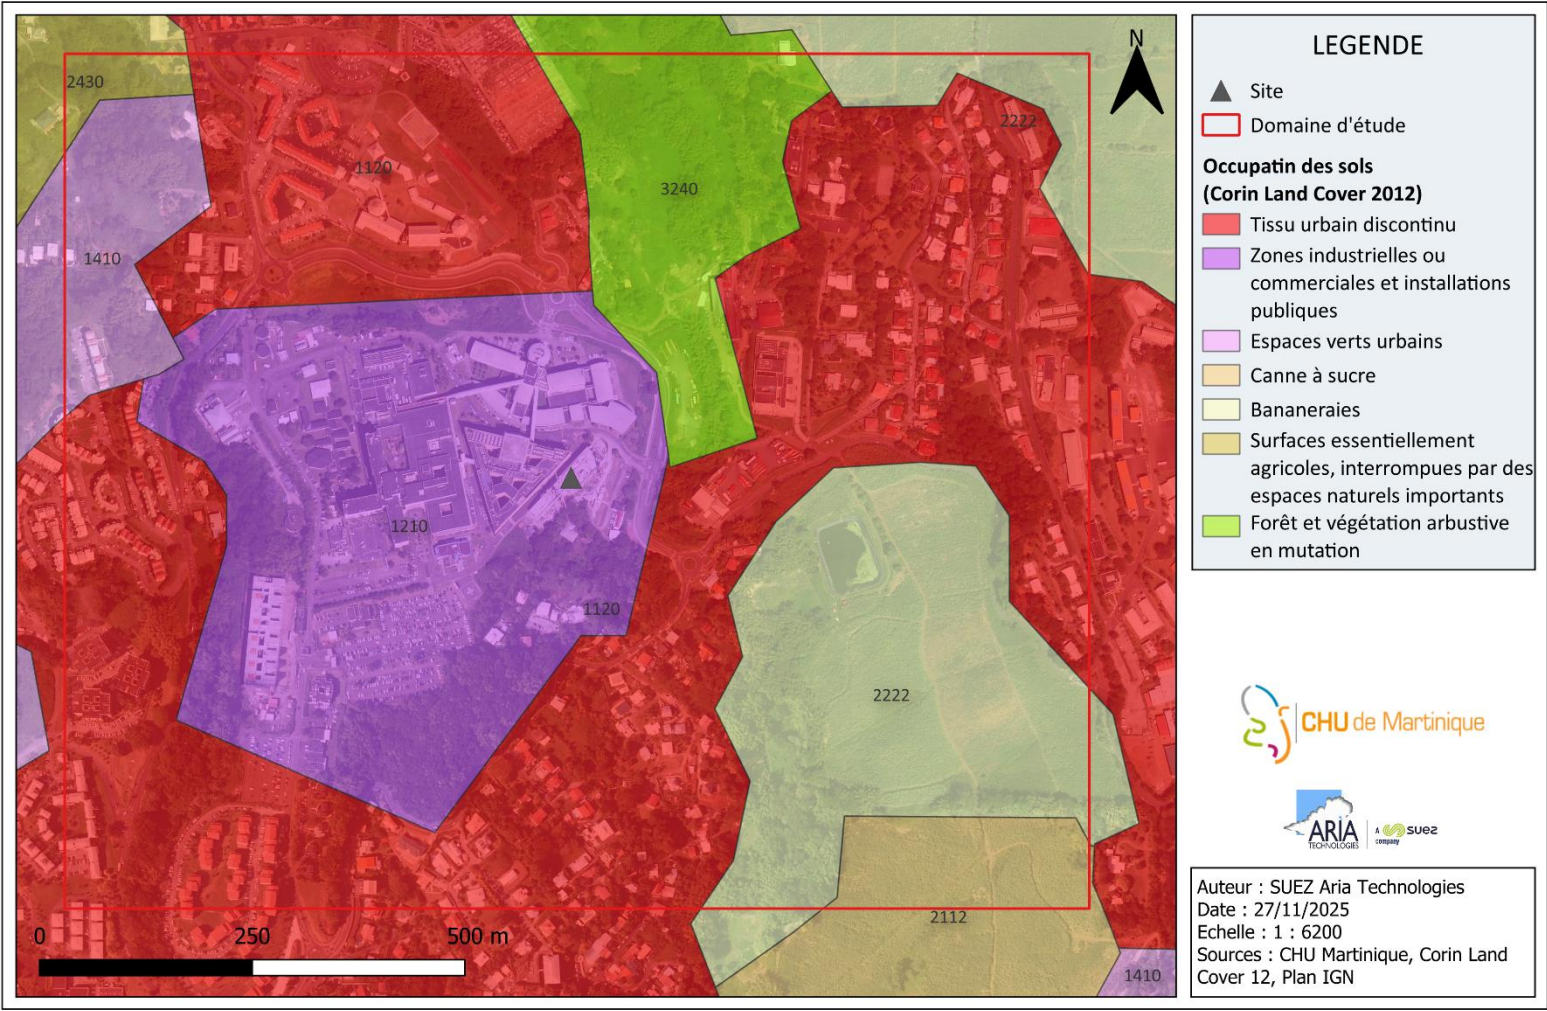 N
2430
2222
1120
3240
1410
1210
1120
2222
2112
1410
0 250 500 m
LEGENDE
Site
Domaine d'étude
Occupatin des sols
(Corin Land Cover 2012)
Tissu urbain discontinu
Zones industrielles ou
commerciales et installations
publiques
Espaces verts urbains
Canne à sucre
Bananeraies
Surfaces essentiellement
agricoles, interrompues par des
espaces naturels importants
Forêt et végétation arbustive
en mutation
CHU de Martinique
ARIA
TECHNOLOGIES
A suez
company
Auteur : SUEZ Aria Technologies
Date : 27/11/2025
Echelle : 1 : 6200
Sources : CHU Martinique, Corin Land
Cover 12, Plan IGN